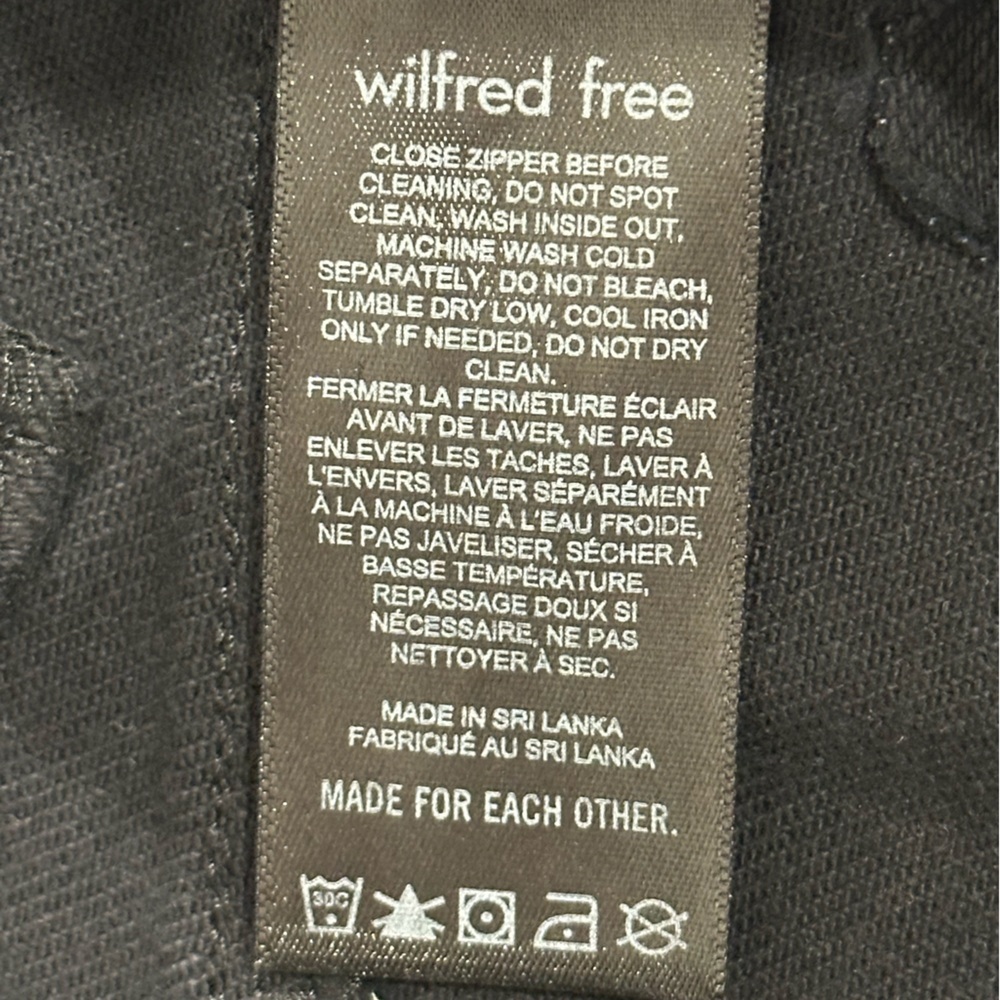 wilfred free
CLOSE ZIPPER BEFORE
CLEANING, DO NOT SPOT
CLEAN, WASH INSIDE OUT,
MACHINE WASH COLD
SEPARATELY, DO NOT BLEACH,
TUMBLE DRY LOW, COOL IRON
ONLY IF NEEDED, DO NOT DRY
CLEAN.
FERMER LA FERMETURE ÉCLAIR
AVANT DE LAVER, NE PAS
ENLEVER LES TACHES, LAVER À
L'ENVERS, LAVER SÉPARÉMENT
À LA MACHINE À L'EAU FROIDE,
NE PAS JAVELISER, SÉCHER À
BASSE TEMPÉRATURE,
REPASSAGE DOUX SI
NÉCESSAIRE, NE PAS
NETTOYER À SEC.
MADE IN SRI LANKA
FABRIQUÉ AU SRI LANKA
MADE FOR EACH OTHER.
30C